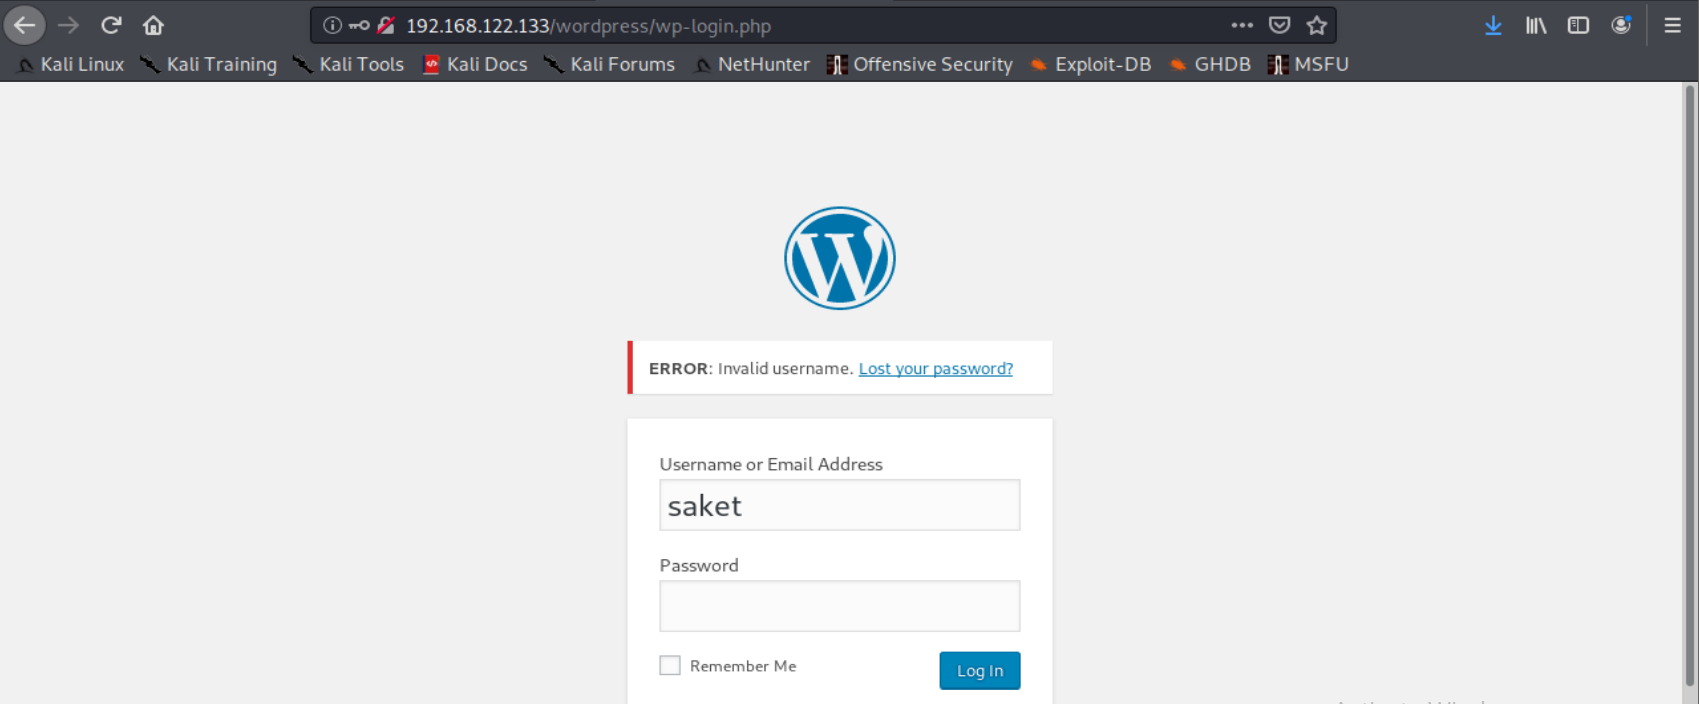 192.168.122.133/wordpress/wp-login.php
Kali Linux Kali Training Kali Tools Kali Docs Kali Forums NetHunter Offensive Security Exploit-DB GHDB MSFU
ERROR: Invalid username. Lost your password?
Username or Email Address
saket
Password
Remember Me Log In